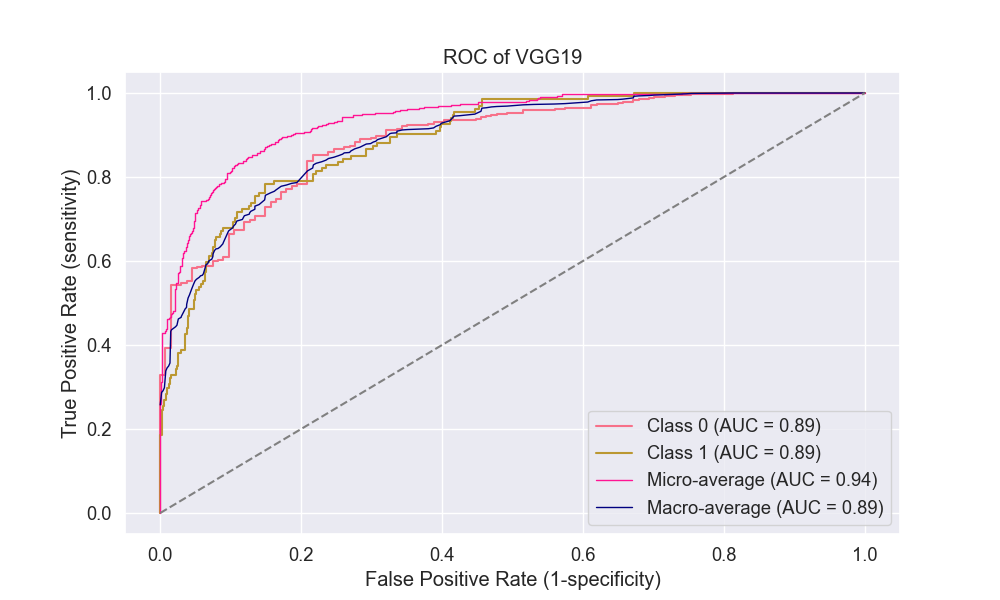 ROC of VGG19
True Positive Rate (sensitivity)
1.0
0.8
0.6
0.4
0.2
0.0
Class 0 (AUC = 0.89)
Class 1 (AUC = 0.89)
Micro-average (AUC = 0.94)
Macro-average (AUC = 0.89)
0.0 0.2 0.4 0.6 0.8 1.0
False Positive Rate (1-specificity)